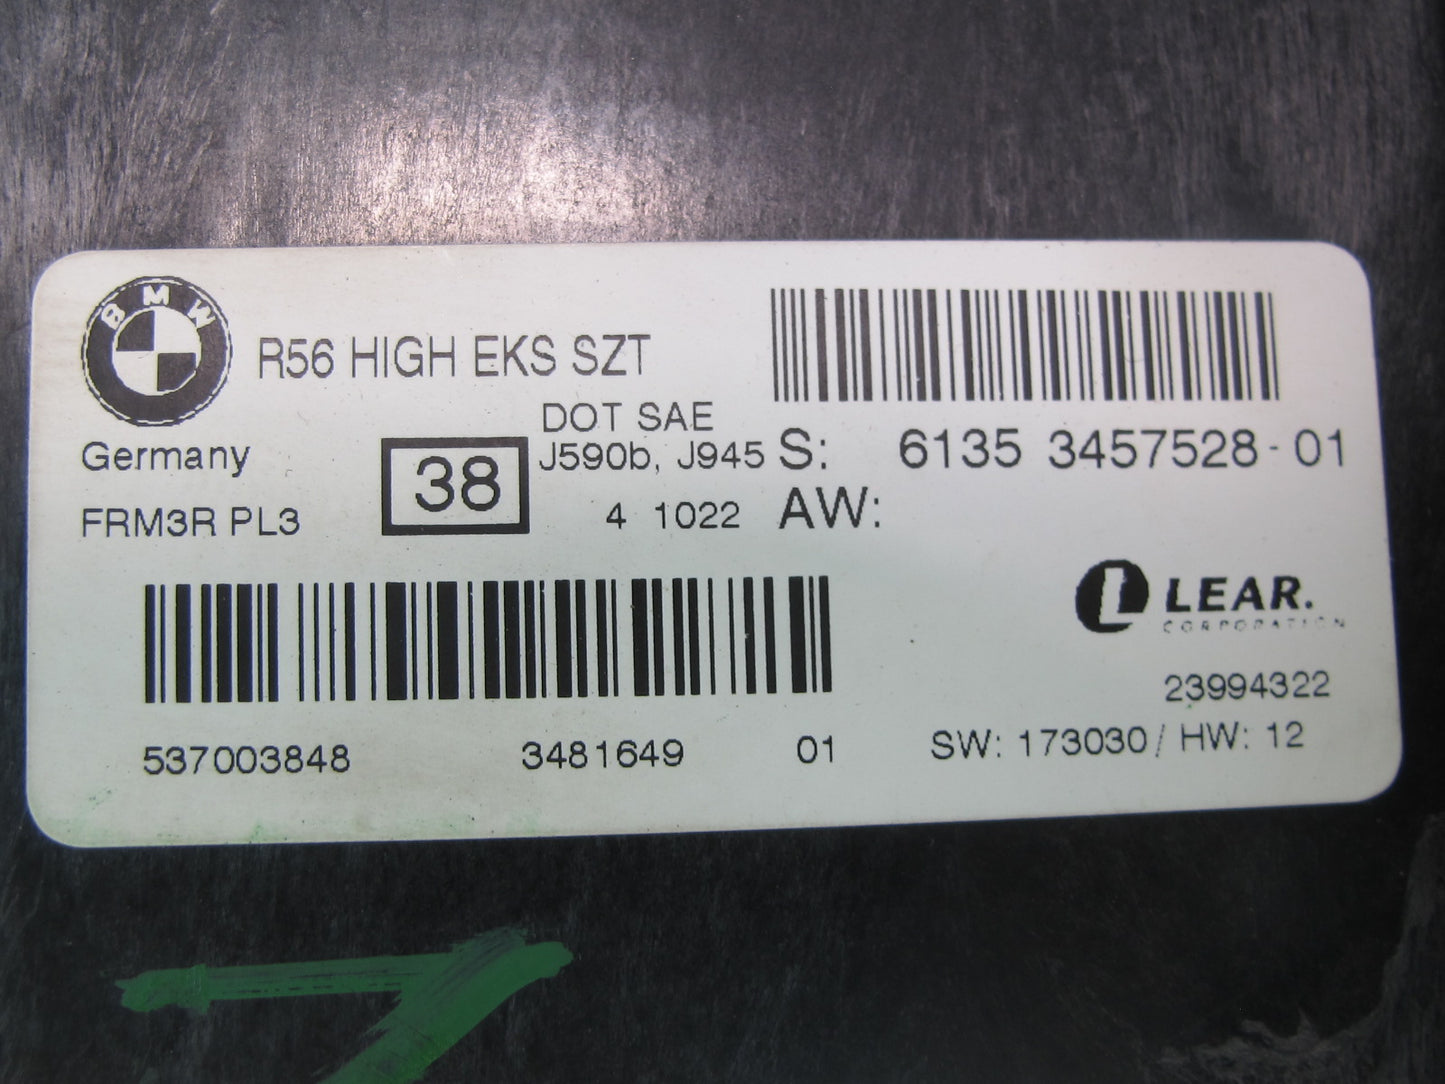 BMW
R56 HIGH EKS SZT
DOT SAE
J590b, J945
Germany
38
FRM3R PL3
4 1022
S: 6135 3457528-01
AW:
LEAR.
CORPORATION
23994322
SW: 173030 / HW: 12
537003848 3481649 01